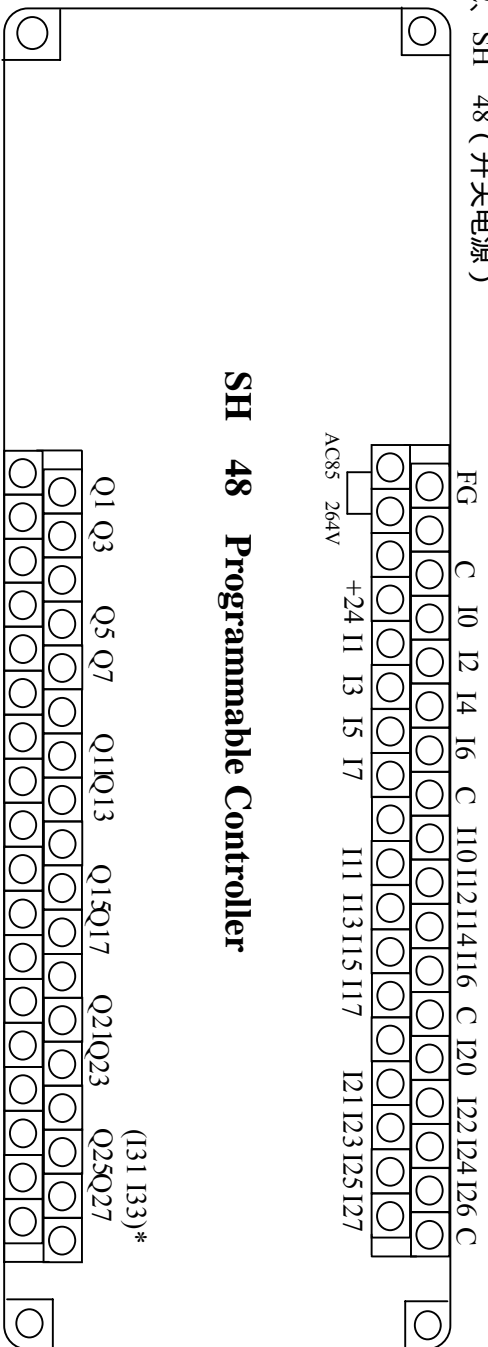 SH 48（开关电源）
FG C I0 I2 I4 I6 C I10 I12 I14 I16 C I20 I22 I24 I26 C
+24 I1 I3 I5 I7 I11 I13 I15 I17 I21 I23 I25 I27
AC85 264V
SH 48 Programmable Controller
(I31 I33)*
Q1 Q3 Q5 Q7 Q11 Q13 Q15 Q17 Q21 Q23 Q25 Q27